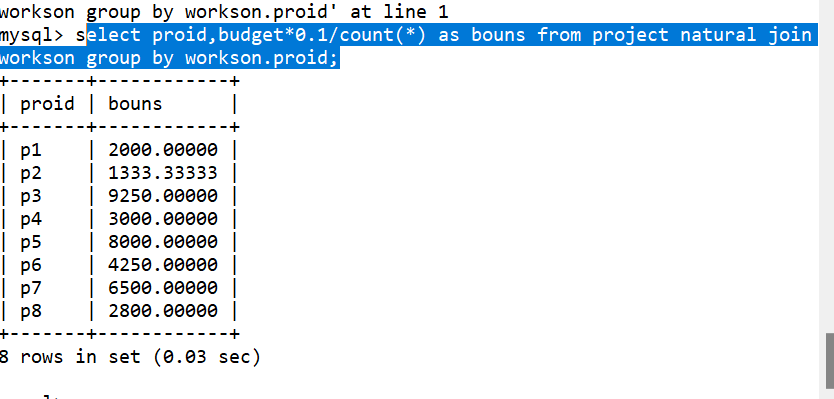 workson group by workson.proid' at line 1
mysql> select proid,budget*0.1/count(*) as bouns from project natural join
workson group by workson.proid;
+-------+------------+
| proid | bouns      |
+-------+------------+
| p1    | 2000.00000 |
| p2    | 1333.33333 |
| p3    | 9250.00000 |
| p4    | 3000.00000 |
| p5    | 8000.00000 |
| p6    | 4250.00000 |
| p7    | 6500.00000 |
| p8    | 2800.00000 |
+-------+------------+
8 rows in set (0.03 sec)